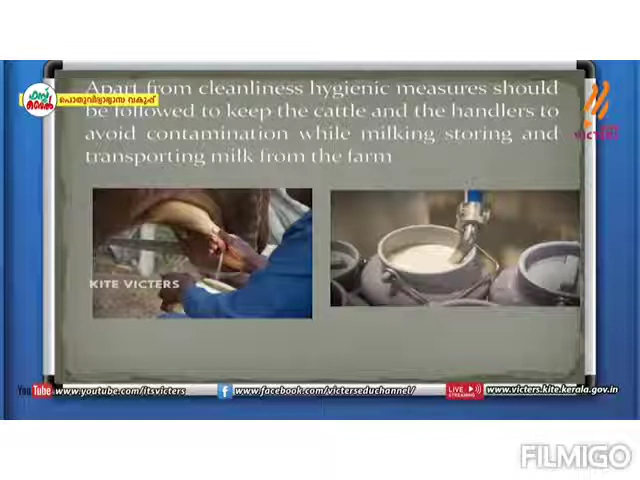 Apart from cleanliness hygienic measures should
be followed to keep the cattle and the handlers to
avoid contamination while milking storing and
transporting milk from the farm
പൊതുവിദ്യാഭ്യാസ വകുപ്പ്
VICTERS
KITE VICTERS
YouTube www.youtube.com/itsvicters
f www.facebook.com/victerseduchannel/
LIVE STREAMING www.victers.kite.kerala.gov.in
FILMIGO